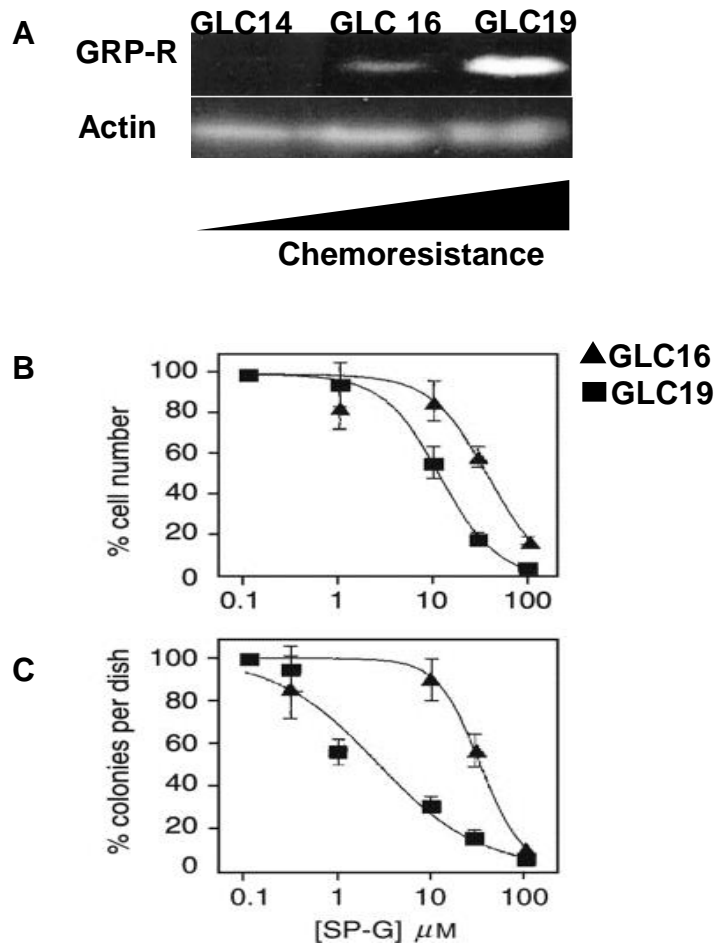 A
GLC14 GLC 16 GLC19
GRP-R
Actin
Chemoresistance
B
▲GLC16
■GLC19
% cell number
100
80
60
40
20
0
0.1 1 10 100
C
% colonies per dish
100
80
60
40
20
0
0.1 1 10 100
[SP-G] μM